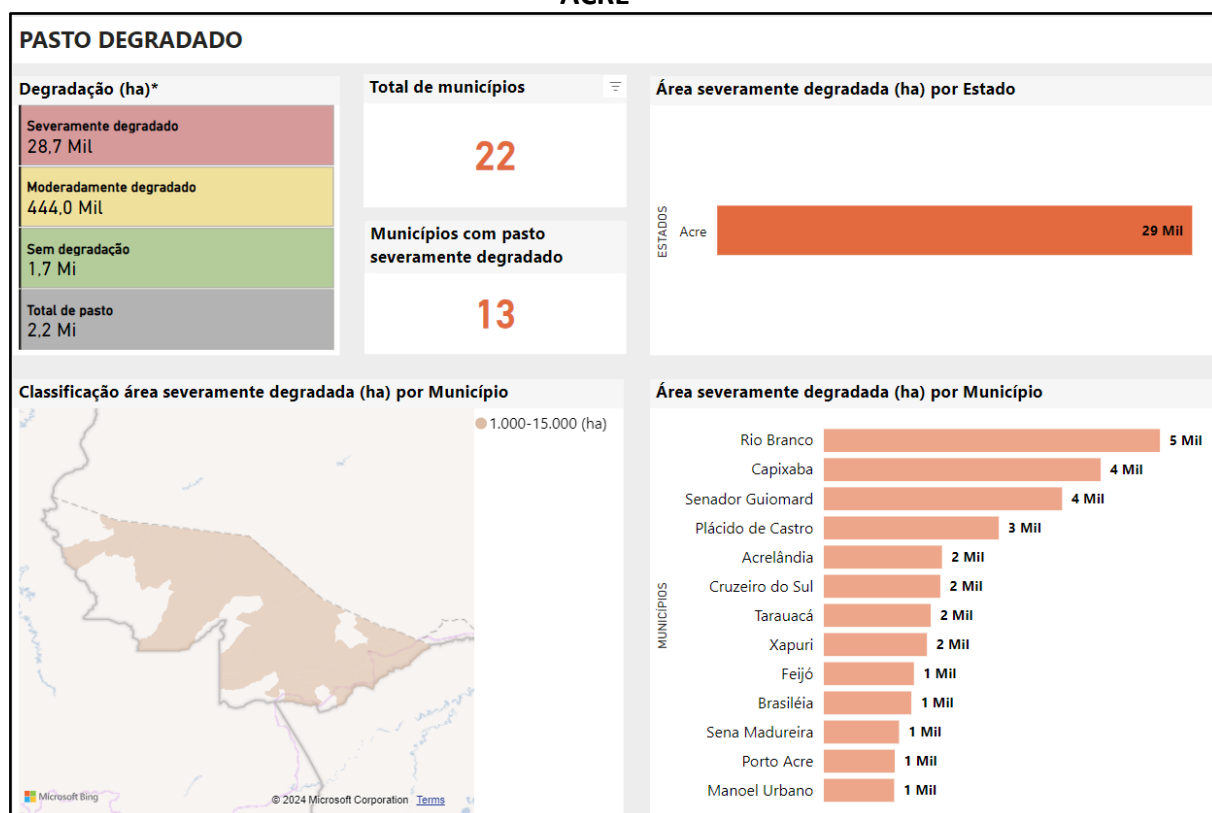 ACRE
PASTO DEGRADADO
Degradação (ha)*
Severamente degradado
28,7 Mil
Moderadamente degradado
444,0 Mil
Sem degradação
1,7 Mi
Total de pasto
2,2 Mi
Total de municípios
22
Municípios com pasto
severamente degradado
13
Área severamente degradada (ha) por Estado
ESTADOS
Acre
29 Mil
Classificação área severamente degradada (ha) por Município
1.000-15.000 (ha)
Microsoft Bing
© 2024 Microsoft Corporation Terms
Área severamente degradada (ha) por Município
MUNICÍPIOS
Rio Branco 5 Mil
Capixaba 4 Mil
Senador Guiomard 4 Mil
Plácido de Castro 3 Mil
Acrelândia 2 Mil
Cruzeiro do Sul 2 Mil
Tarauacá 2 Mil
Xapuri 2 Mil
Feijó 1 Mil
Brasiléia 1 Mil
Sena Madureira 1 Mil
Porto Acre 1 Mil
Manoel Urbano 1 Mil